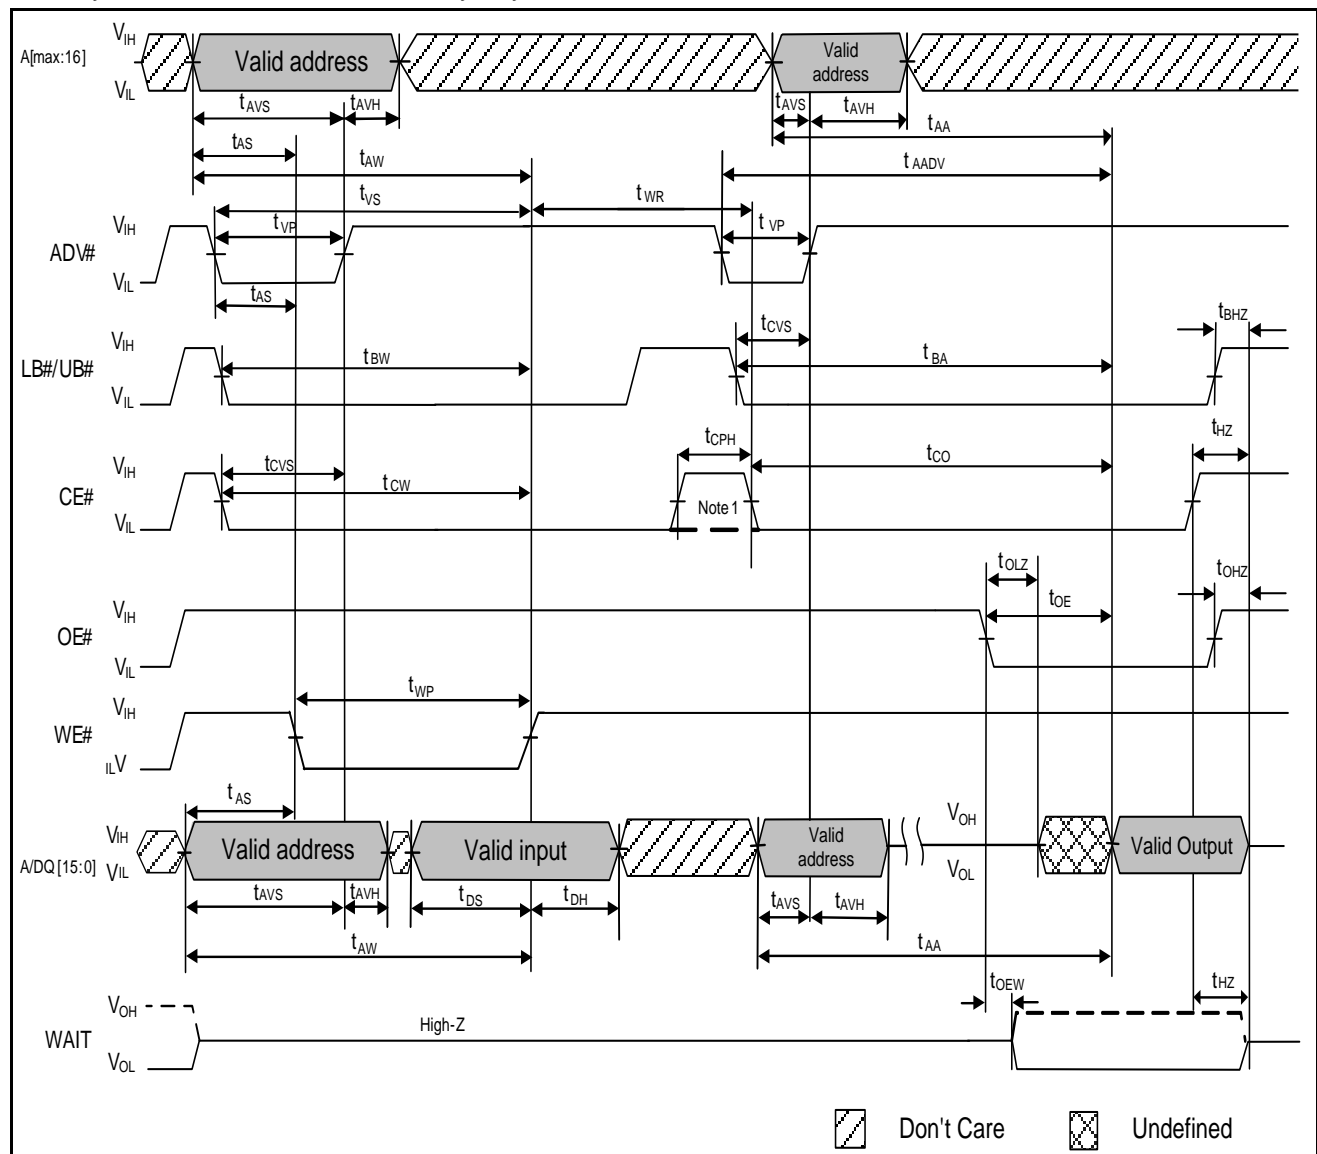 A[max:16]
VIH
VIL
Valid address
Valid
address
tAVS
tAVH
tAVS
tAVH
tAS
tAA
tAW
tAADV
tVS
tWR
ADV#
VIH
VIL
tVP
tVP
tAS
LB#/UB#
VIH
VIL
tBW
tCVS
tBA
tBHZ
CE#
VIH
VIL
tCVS
tCW
tCPH
Note1
tCO
tHZ
OE#
VIH
VIL
tOLZ
tOE
tOHZ
WE#
VIH
ILV
tWP
tAS
A/DQ[15:0]
VIH
VIL
Valid address
Valid input
Valid
address
VOH
VOL
Valid Output
tAVS
tAVH
tDS
tDH
tAVS
tAVH
tAW
tAA
tOEW
tHZ
WAIT
VOH
VOL
High-Z
Don't Care
Undefined